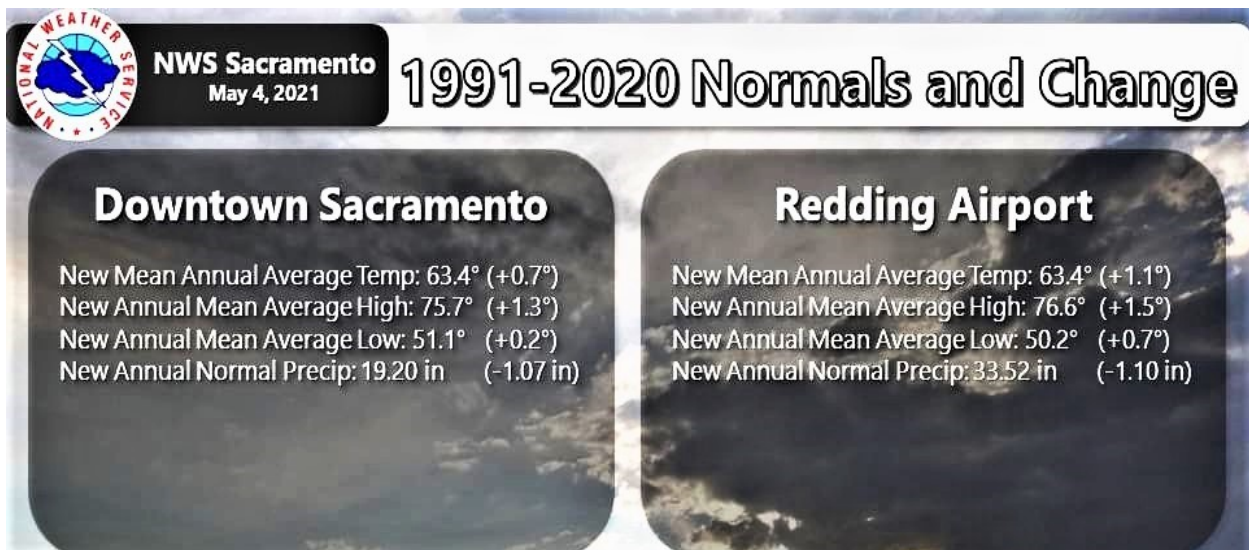 NATIONAL WEATHER SERVICE
NWS Sacramento
May 4, 2021
1991-2020 Normals and Change
Downtown Sacramento
New Mean Annual Average Temp: 63.4° (+0.7°)
New Annual Mean Average High: 75.7° (+1.3°)
New Annual Mean Average Low: 51.1° (+0.2°)
New Annual Normal Precip: 19.20 in (-1.07 in)
Redding Airport
New Mean Annual Average Temp: 63.4° (+1.1°)
New Annual Mean Average High: 76.6° (+1.5°)
New Annual Mean Average Low: 50.2° (+0.7°)
New Annual Normal Precip: 33.52 in (-1.10 in)